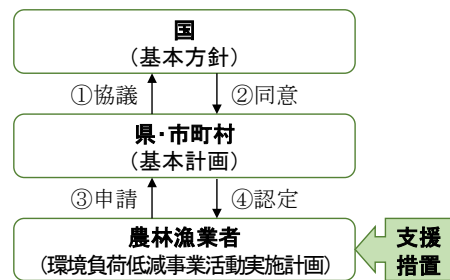 国
（基本方針）
①協議
②同意
県・市町村
（基本計画）
③申請
④認定
農林漁業者
（環境負荷低減事業活動実施計画）
支援
措置